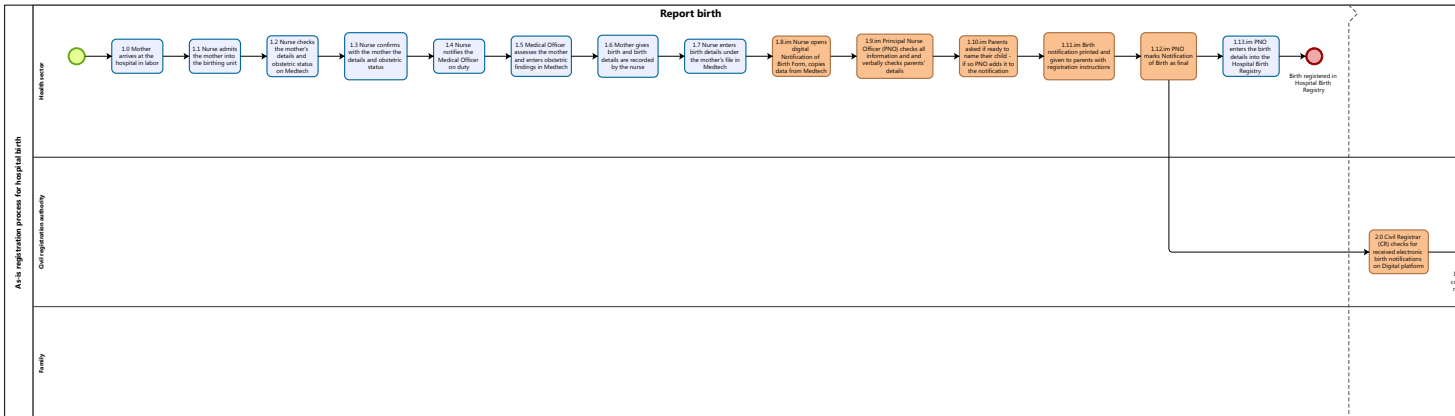 Report birth
As-is registration process for hospital birth
Health sector
1.0 Mother
arrives at the
hospital in labor
1.1 Nurse admits
the mother into
the birthing unit
1.2 Nurse checks
the mother's
details and
obstetric status
on Medtech
1.3 Nurse confirms
with the mother the
details and obstetric
status
1.4 Nurse
notifies the
Medical Officer
on duty
1.5 Medical Officer
assesses the mother
and enters obstetric
findings in Medtech
1.6 Mother gives
birth and birth
details are recorded
by the nurse
1.7 Nurse enters
birth details under
the mother's file in
Medtech
1.8.im Nurse opens
digital
Notification of
Birth Form, copies
data from Medtech
1.9.im Principal Nurse
Officer (PNO) checks all
information and and
verbally checks parents'
details
1.10.im Parents
asked if ready to
name their child -
if so PNO adds it to
the notification
1.11.im Birth
notification printed and
given to parents with
registration instructions
1.12.im PNO
marks Notification
of Birth as final
1.13.im PNO
enters the birth
details into the
Hospital Birth
Registry
Birth registered in
Hospital Birth
Registry
Civil registration authority
2.0 Civil Registrar
(CR) checks for
received electronic
birth notifications
on Digital platform
Family